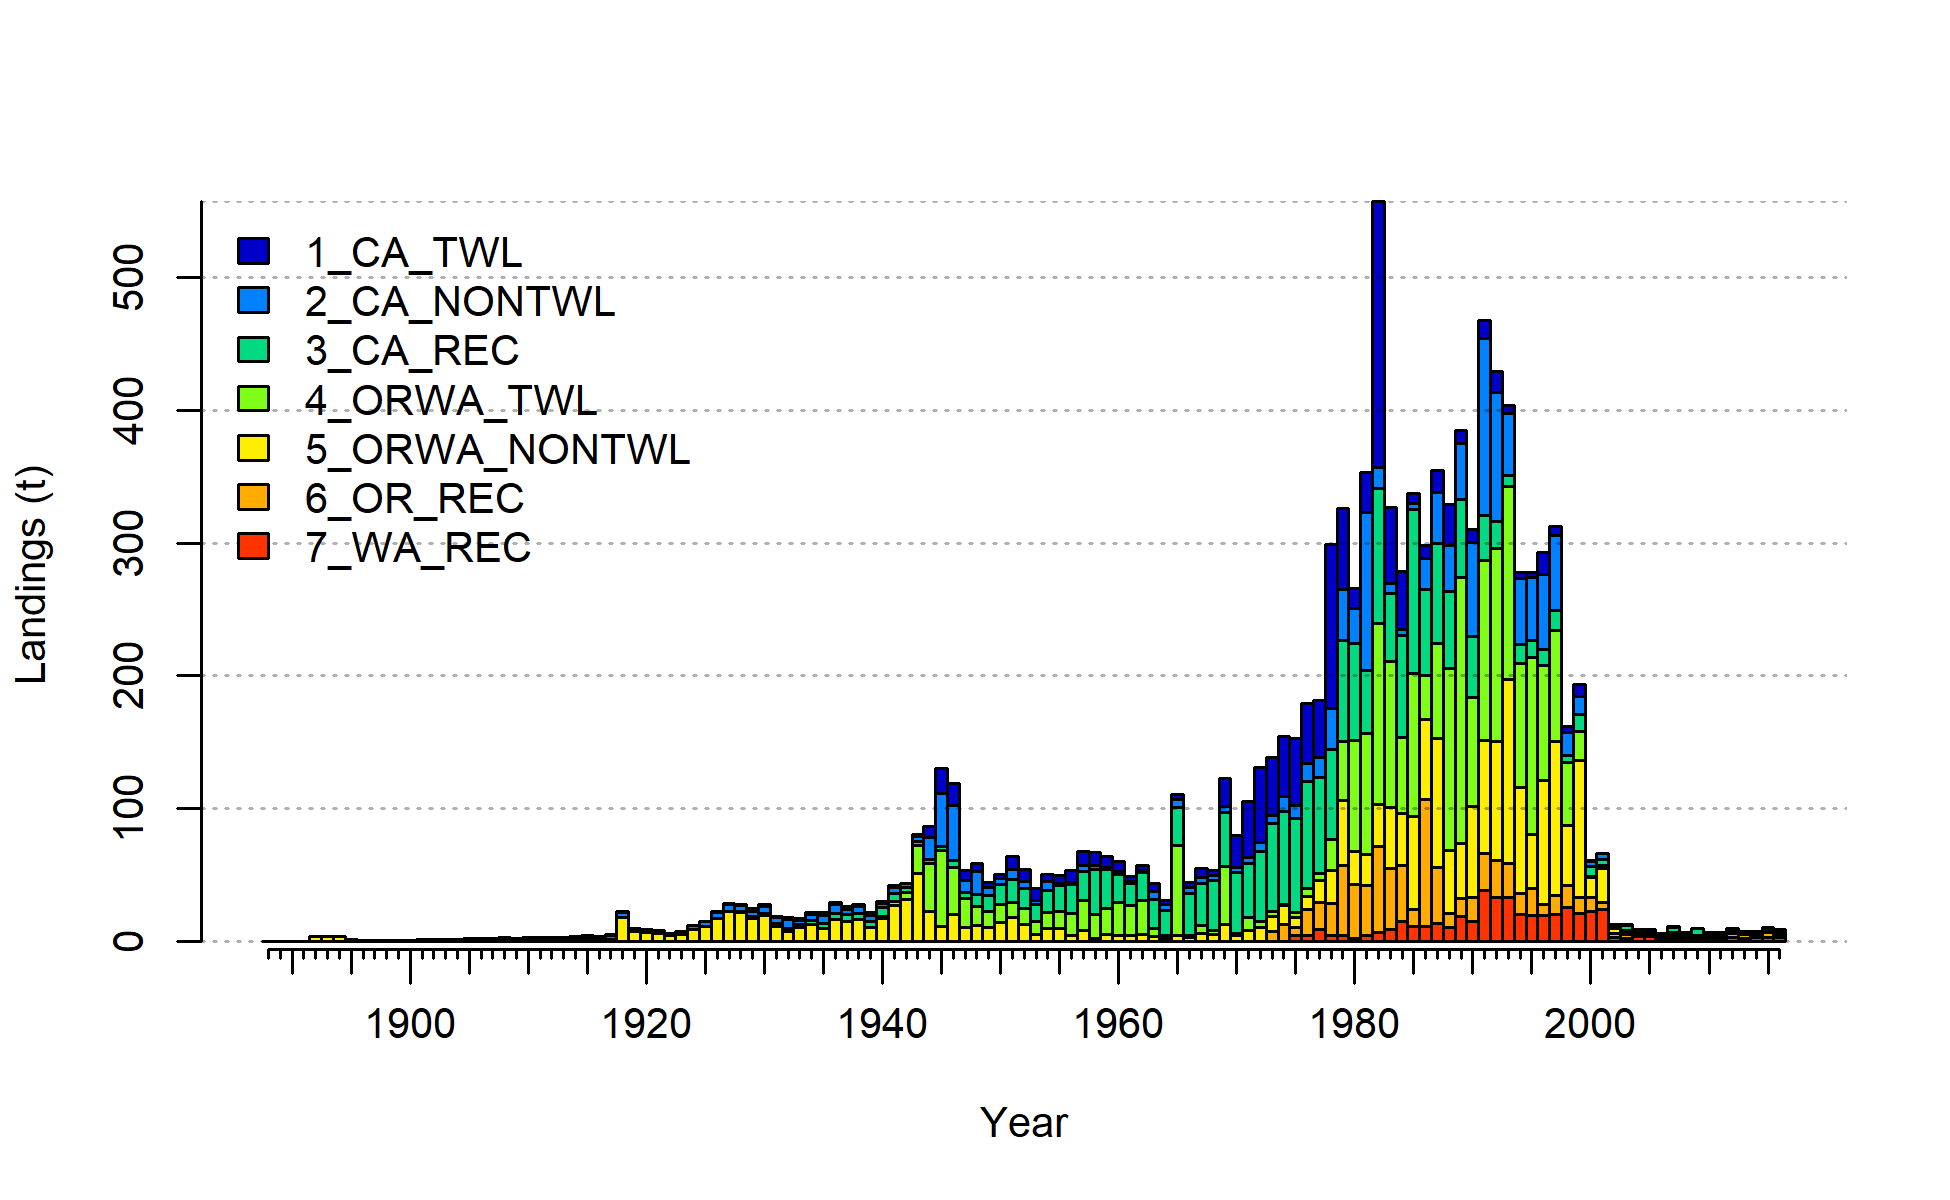 1_CA_TWL
2_CA_NONTWL
3_CA_REC
4_ORWA_TWL
5_ORWA_NONTWL
6_OR_REC
7_WA_REC
Landings (t)
500
400
300
200
100
0
1900 1920 1940 1960 1980 2000
Year